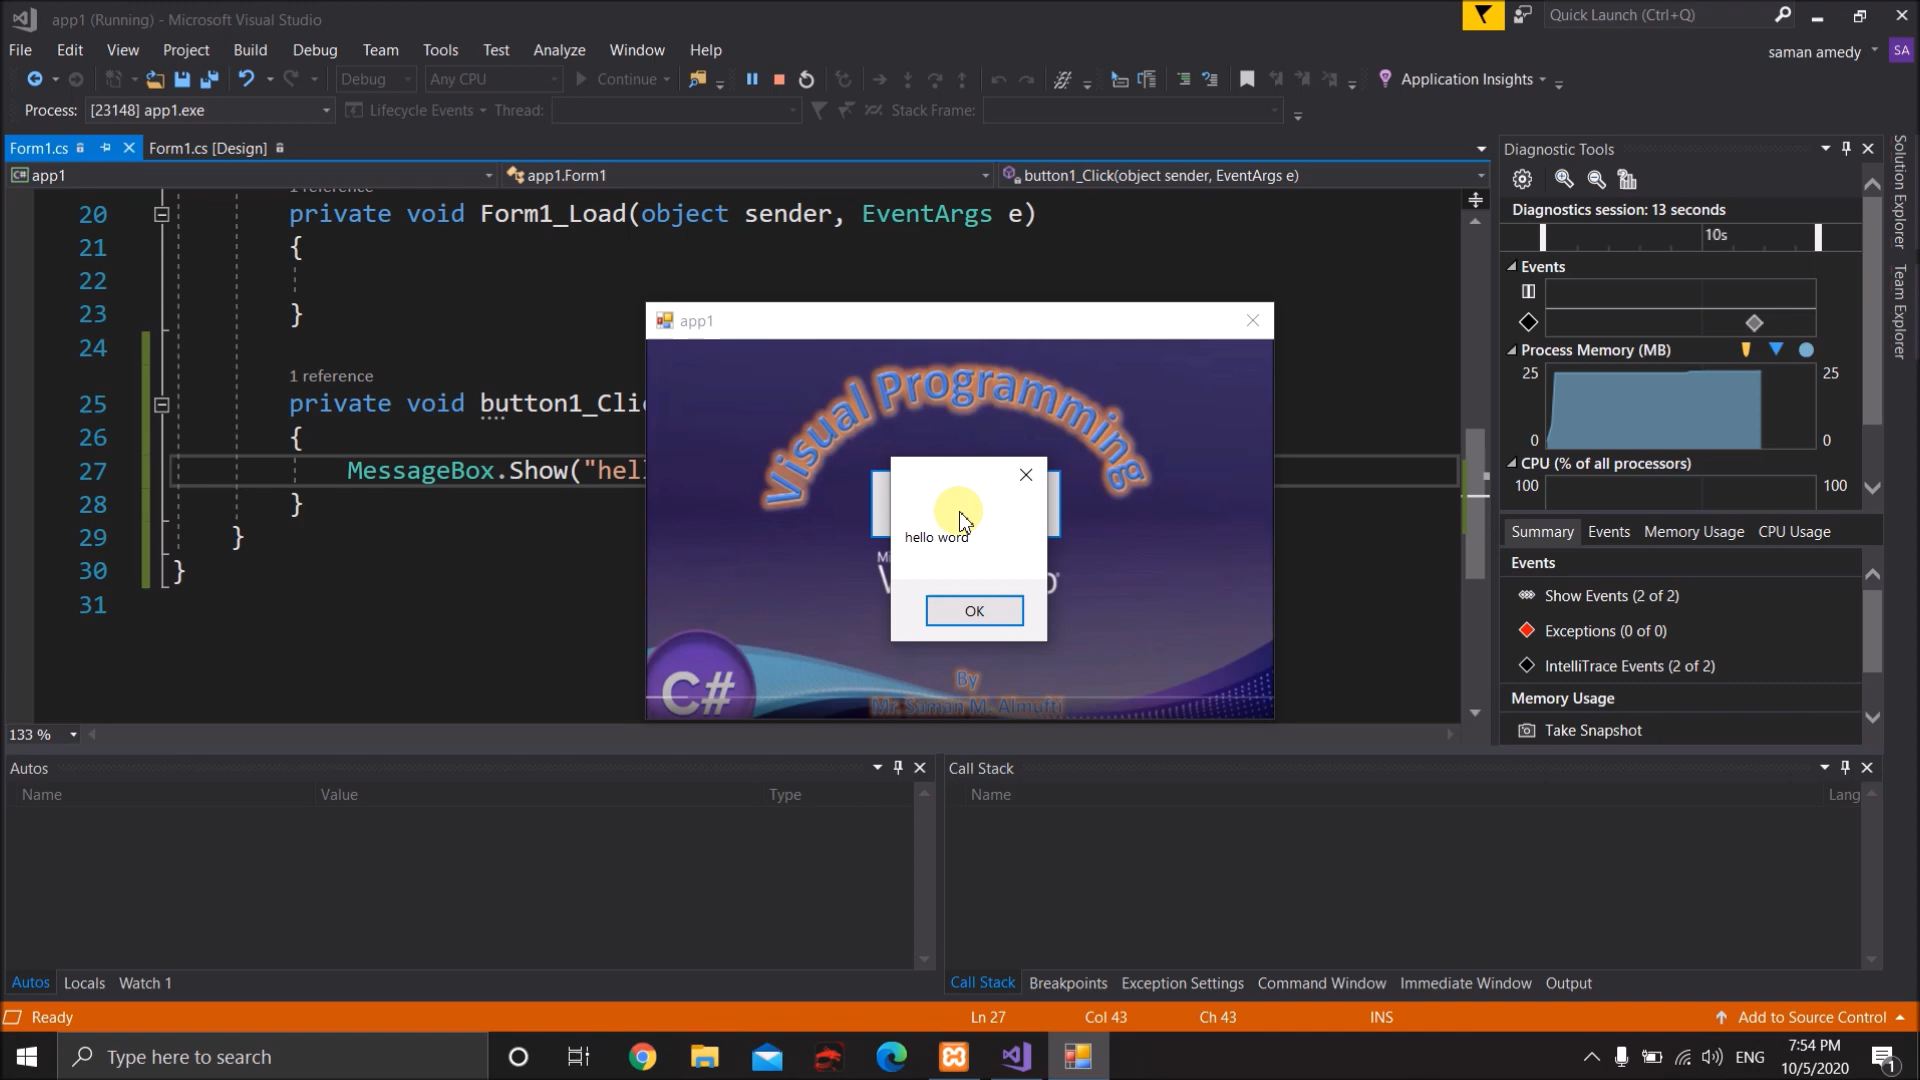 app1 (Running) - Microsoft Visual Studio
Quick Launch (Ctrl+Q)
File Edit View Project Build Debug Team Tools Test Analyze Window Help
saman amedy SA
Debug Any CPU Continue Application Insights
Process: [23148] app1.exe Lifecycle Events Thread: Stack Frame:
Form1.cs Form1.cs [Design]
C# app1 app1.Form1 button1_Click(object sender, EventArgs e)
1 reference
20 private void Form1_Load(object sender, EventArgs e)
21 {
22
23 }
24
1 reference
25 private void button1_Cli
26 {
27 MessageBox.Show("hel
28 }
29 }
30 }
31
133 %
app1
Visual Programming
hello word
OK
C#
By
Mr. Saman M. Almufti
Diagnostic Tools
Diagnostics session: 13 seconds
10s
Events
Process Memory (MB)
25 25
0 0
CPU (% of all processors)
100 100
Summary Events Memory Usage CPU Usage
Events
Show Events (2 of 2)
Exceptions (0 of 0)
IntelliTrace Events (2 of 2)
Memory Usage
Take Snapshot
Solution Explorer
Team Explorer
Autos
Name Value Type
Autos Locals Watch 1
Call Stack
Name Lang
Call Stack Breakpoints Exception Settings Command Window Immediate Window Output
Ready Ln 27 Col 43 Ch 43 INS Add to Source Control
Type here to search
ENG
7:54 PM
10/5/2020
1